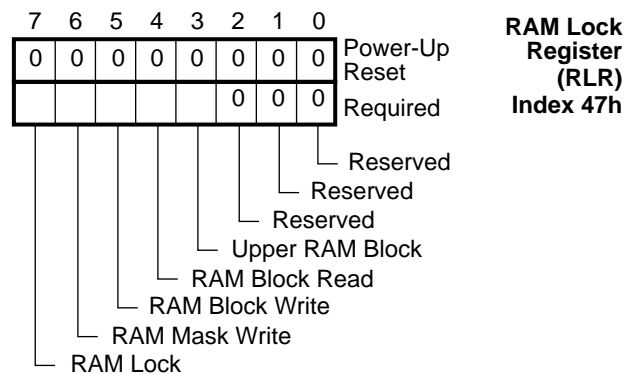 7 6 5 4 3 2 1 0
0 0 0 0 0 0 0 0
Power-Up
Reset
0 0 0
Required
RAM Lock
Register
(RLR)
Index 47h
Reserved
Reserved
Reserved
Upper RAM Block
RAM Block Read
RAM Block Write
RAM Mask Write
RAM Lock